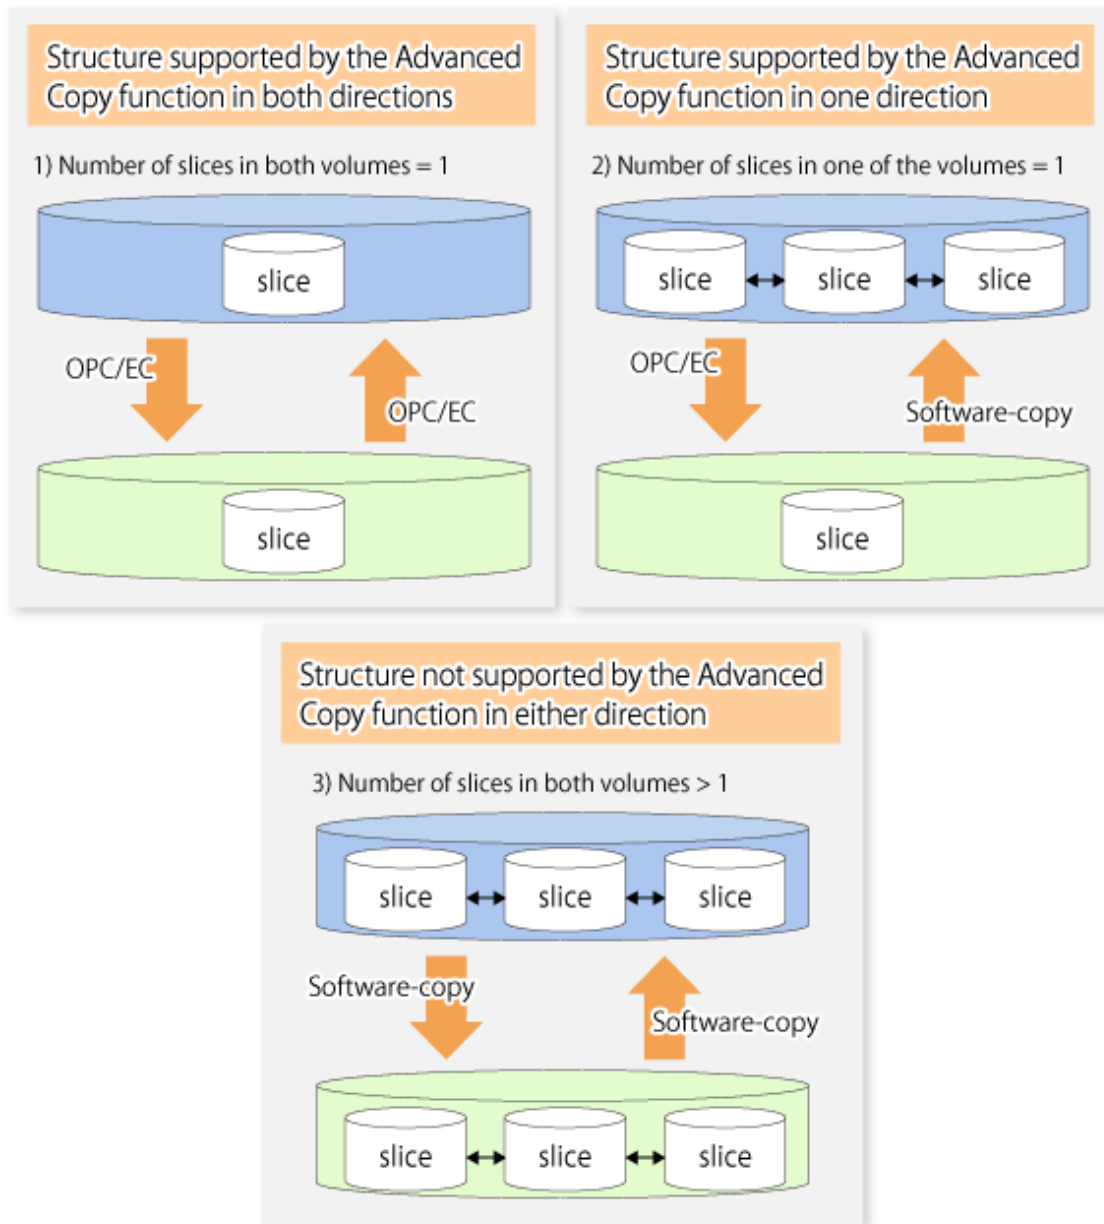 Structure supported by the Advanced
Copy function in both directions
1) Number of slices in both volumes = 1
slice
OPC/EC
OPC/EC
slice
Structure supported by the Advanced
Copy function in one direction
2) Number of slices in one of the volumes = 1
slice slice slice
OPC/EC
Software-copy
slice
Structure not supported by the Advanced
Copy function in either direction
3) Number of slices in both volumes > 1
slice slice slice
Software-copy
Software-copy
slice slice slice